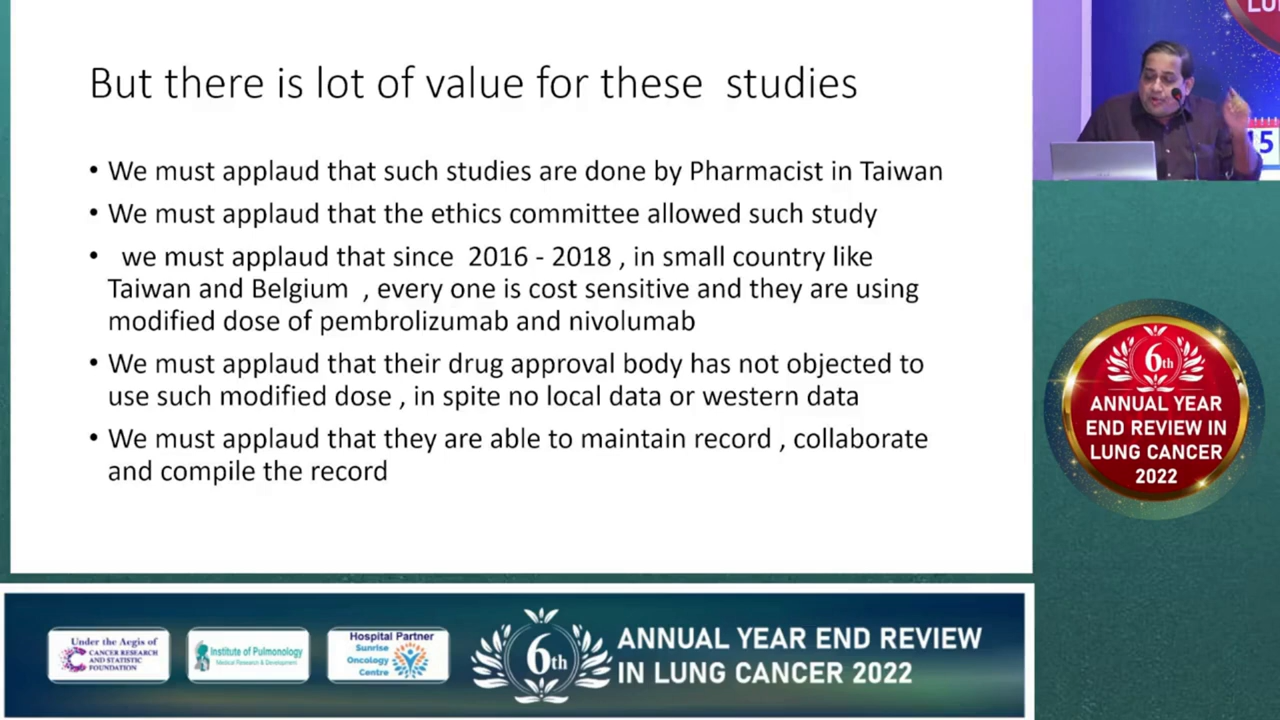 But there is lot of value for these studies
• We must applaud that such studies are done by Pharmacist in Taiwan
• We must applaud that the ethics committee allowed such study
• we must applaud that since 2016 - 2018 , in small country like
Taiwan and Belgium , every one is cost sensitive and they are using
modified dose of pembrolizumab and nivolumab
• We must applaud that their drug approval body has not objected to
use such modified dose , in spite no local data or western data
• We must applaud that they are able to maintain record , collaborate
and compile the record
LU
15
6th
ANNUAL YEAR
END REVIEW IN
LUNG CANCER
2022
Under the Aegis of
CANCER RESEARCH
AND STATISTIC
FOUNDATION
Institute of Pulmonology
Medical Research & Development
Hospital Partner
Sunrise
Oncology
Centre
6th
ANNUAL YEAR END REVIEW
IN LUNG CANCER 2022